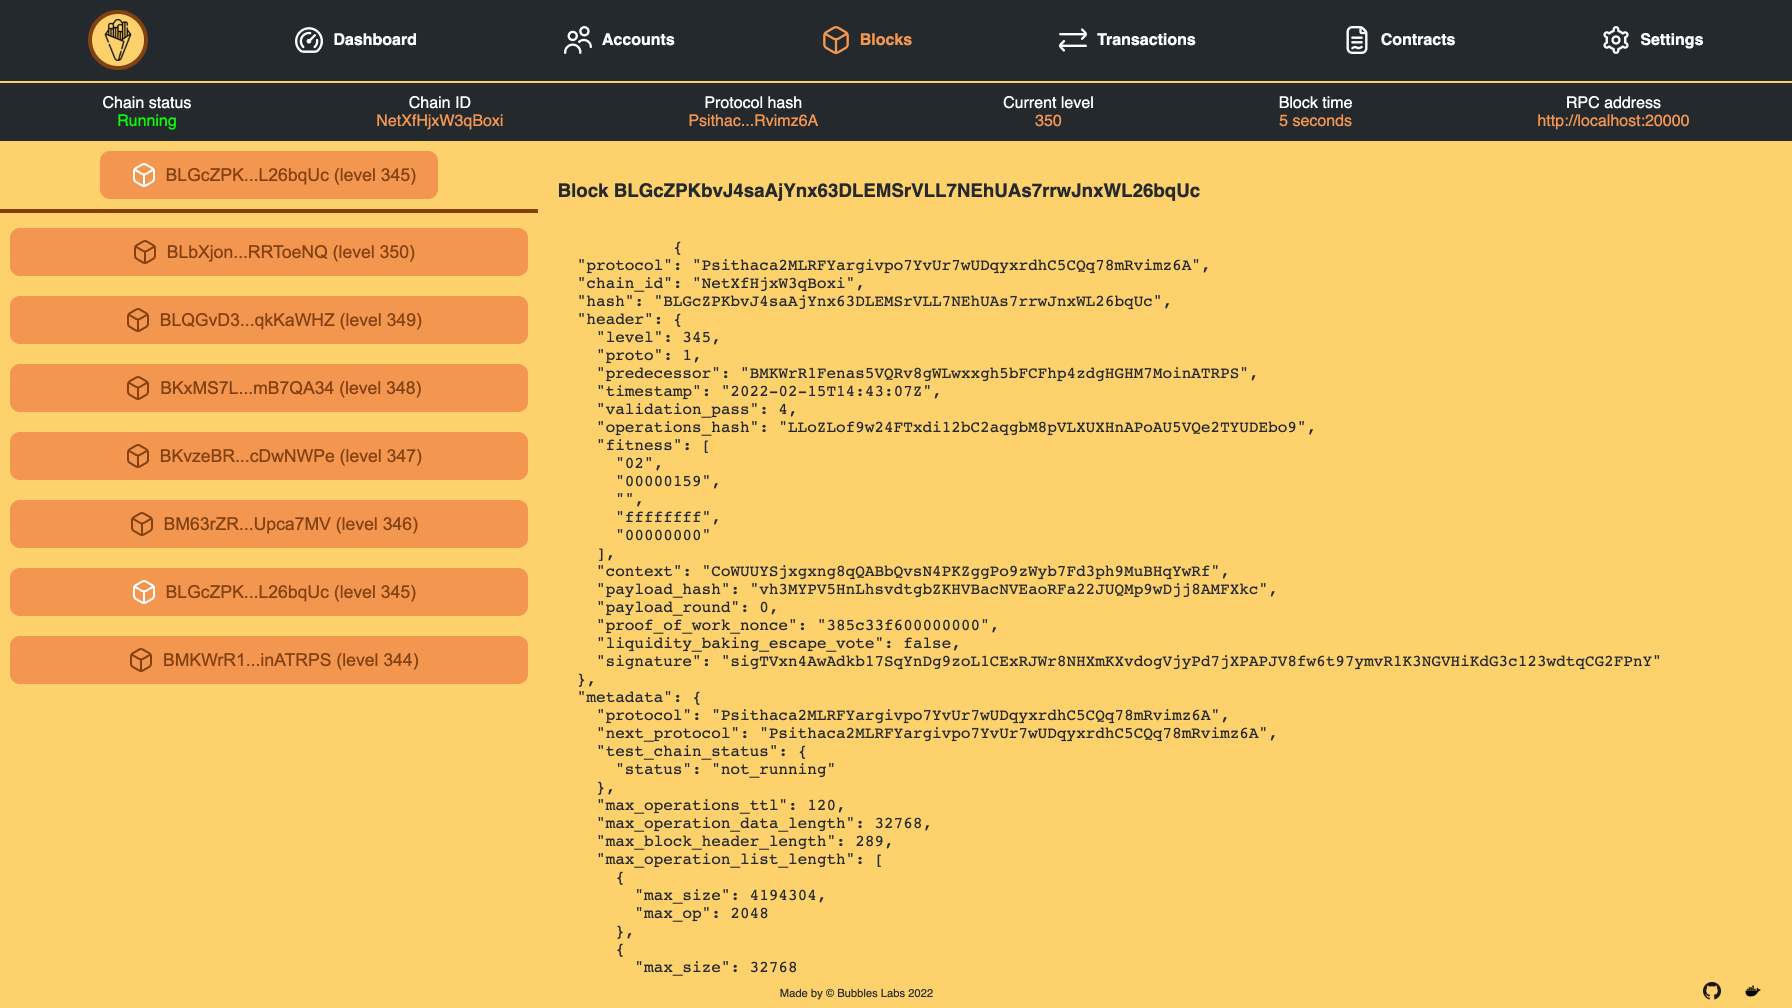 Dashboard
Accounts
Blocks
Transactions
Contracts
Settings
Chain status
Running
Chain ID
NetXfHjxW3qBoxi
Protocol hash
Psithac...Rvimz6A
Current level
350
Block time
5 seconds
RPC address
http://localhost:20000
BLGcZPK...L26bqUc (level 345)
BLbXjon...RRToeNQ (level 350)
BLQGvD3...qkKaWHZ (level 349)
BKxMS7L...mB7QA34 (level 348)
BKvzeBR...cDwNWPe (level 347)
BM63rZR...Upca7MV (level 346)
BLGcZPK...L26bqUc (level 345)
BMKWrR1...inATRPS (level 344)
Block BLGcZPKbvJ4saAjYnx63DLEMSrVLL7NEhUAs7rrwJnxWL26bqUc
{
"protocol": "Psithaca2MLRFYargivpo7YvUr7wUDqyxrdhC5CQq78mRvimz6A",
"chain_id": "NetXfHjxW3qBoxi",
"hash": "BLGcZPKbvJ4saAjYnx63DLEMSrVLL7NEhUAs7rrwJnxWL26bqUc",
"header": {
"level": 345,
"proto": 1,
"predecessor": "BMKWrR1Fenas5VQRv8gWLwxxgh5bFCFhp4zdgHGHM7MoinATRPS",
"timestamp": "2022-02-15T14:43:07Z",
"validation_pass": 4,
"operations_hash": "LLoZLof9w24FTxdi12bC2aqgbM8pVLXUXHnAPoAU5VQe2TYUDEbo9",
"fitness": [
"02",
"00000159",
"",
"ffffffff",
"00000000"
],
"context": "CoWUUYSjxgxng8qQABbQvsN4PKZggPo9zWyb7Fd3ph9MuBHqYwRf",
"payload_hash": "vh3MYPV5HnLhsvdtgbZKHVBacNVEaoRFa22JUQMp9wDjj8AMFXkc",
"payload_round": 0,
"proof_of_work_nonce": "385c33f600000000",
"liquidity_baking_escape_vote": false,
"signature": "sigTVxn4AwAdkb17SqYnDg9zoL1CExRJWr8NHXmKXvdogVjyPd7jXPAPJV8fw6t97ymvR1K3NGVHiKdG3c123wdtqCG2FPnY"
},
"metadata": {
"protocol": "Psithaca2MLRFYargivpo7YvUr7wUDqyxrdhC5CQq78mRvimz6A",
"next_protocol": "Psithaca2MLRFYargivpo7YvUr7wUDqyxrdhC5CQq78mRvimz6A",
"test_chain_status": {
"status": "not_running"
},
"max_operations_ttl": 120,
"max_operation_data_length": 32768,
"max_block_header_length": 289,
"max_operation_list_length": [
{
"max_size": 4194304,
"max_op": 2048
},
{
"max_size": 32768
Made by © Bubbles Labs 2022